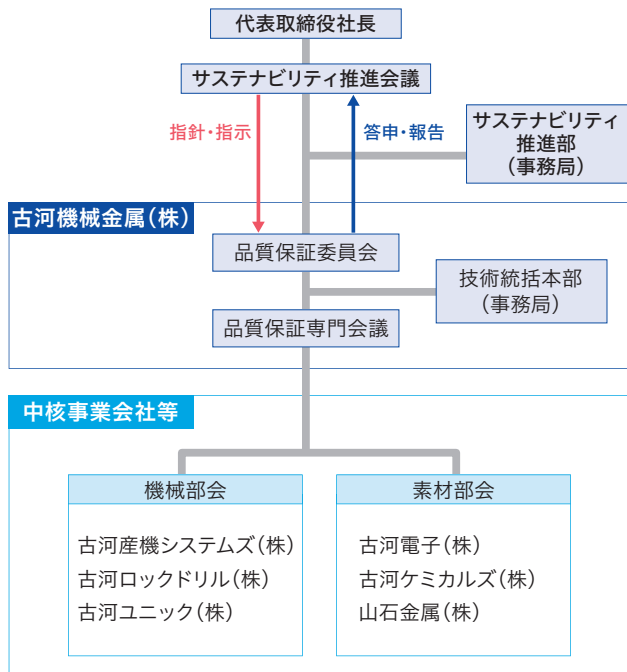 代表取締役社長
サステナビリティ推進会議
指針・指示
答申・報告
サステナビリティ
推進部
(事務局)
古河機械金属(株)
品質保証委員会
技術統括本部
(事務局)
品質保証専門会議
中核事業会社等
機械部会
古河産機システムズ(株)
古河ロックドリル(株)
古河ユニック(株)
素材部会
古河電子(株)
古河ケミカルズ(株)
山石金属(株)